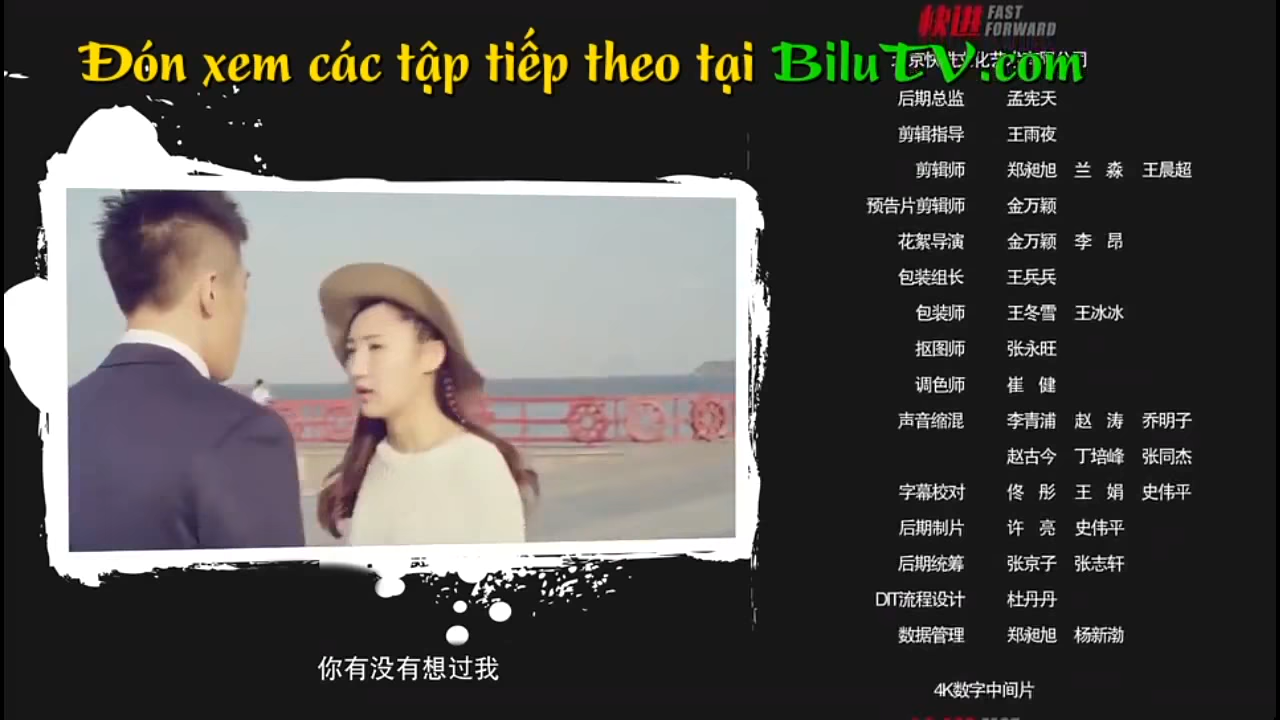 快进 FAST FORWARD
Đón xem các tập tiếp theo tại BiluTV.com
后期总监 孟宪天
剪辑指导 王雨夜
剪辑师 郑昶旭 兰淼 王晨超
预告片剪辑师 金万颖
花絮导演 金万颖 李昂
包装组长 王兵兵
包装师 王冬雪 王冰冰
抠图师 张永旺
调色师 崔健
声音缩混 李青浦 赵涛 乔明子
赵古今 丁培峰 张同杰
字幕校对 佟彤 王娟 史伟平
后期制片 许亮 史伟平
后期统筹 张京子 张志轩
DIT流程设计 杜丹丹
数据管理 郑昶旭 杨新渤
你有没有想过我
4K数字中间片